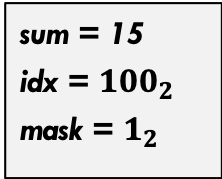 sum = 15
idx = 100₂
mask = 1₂